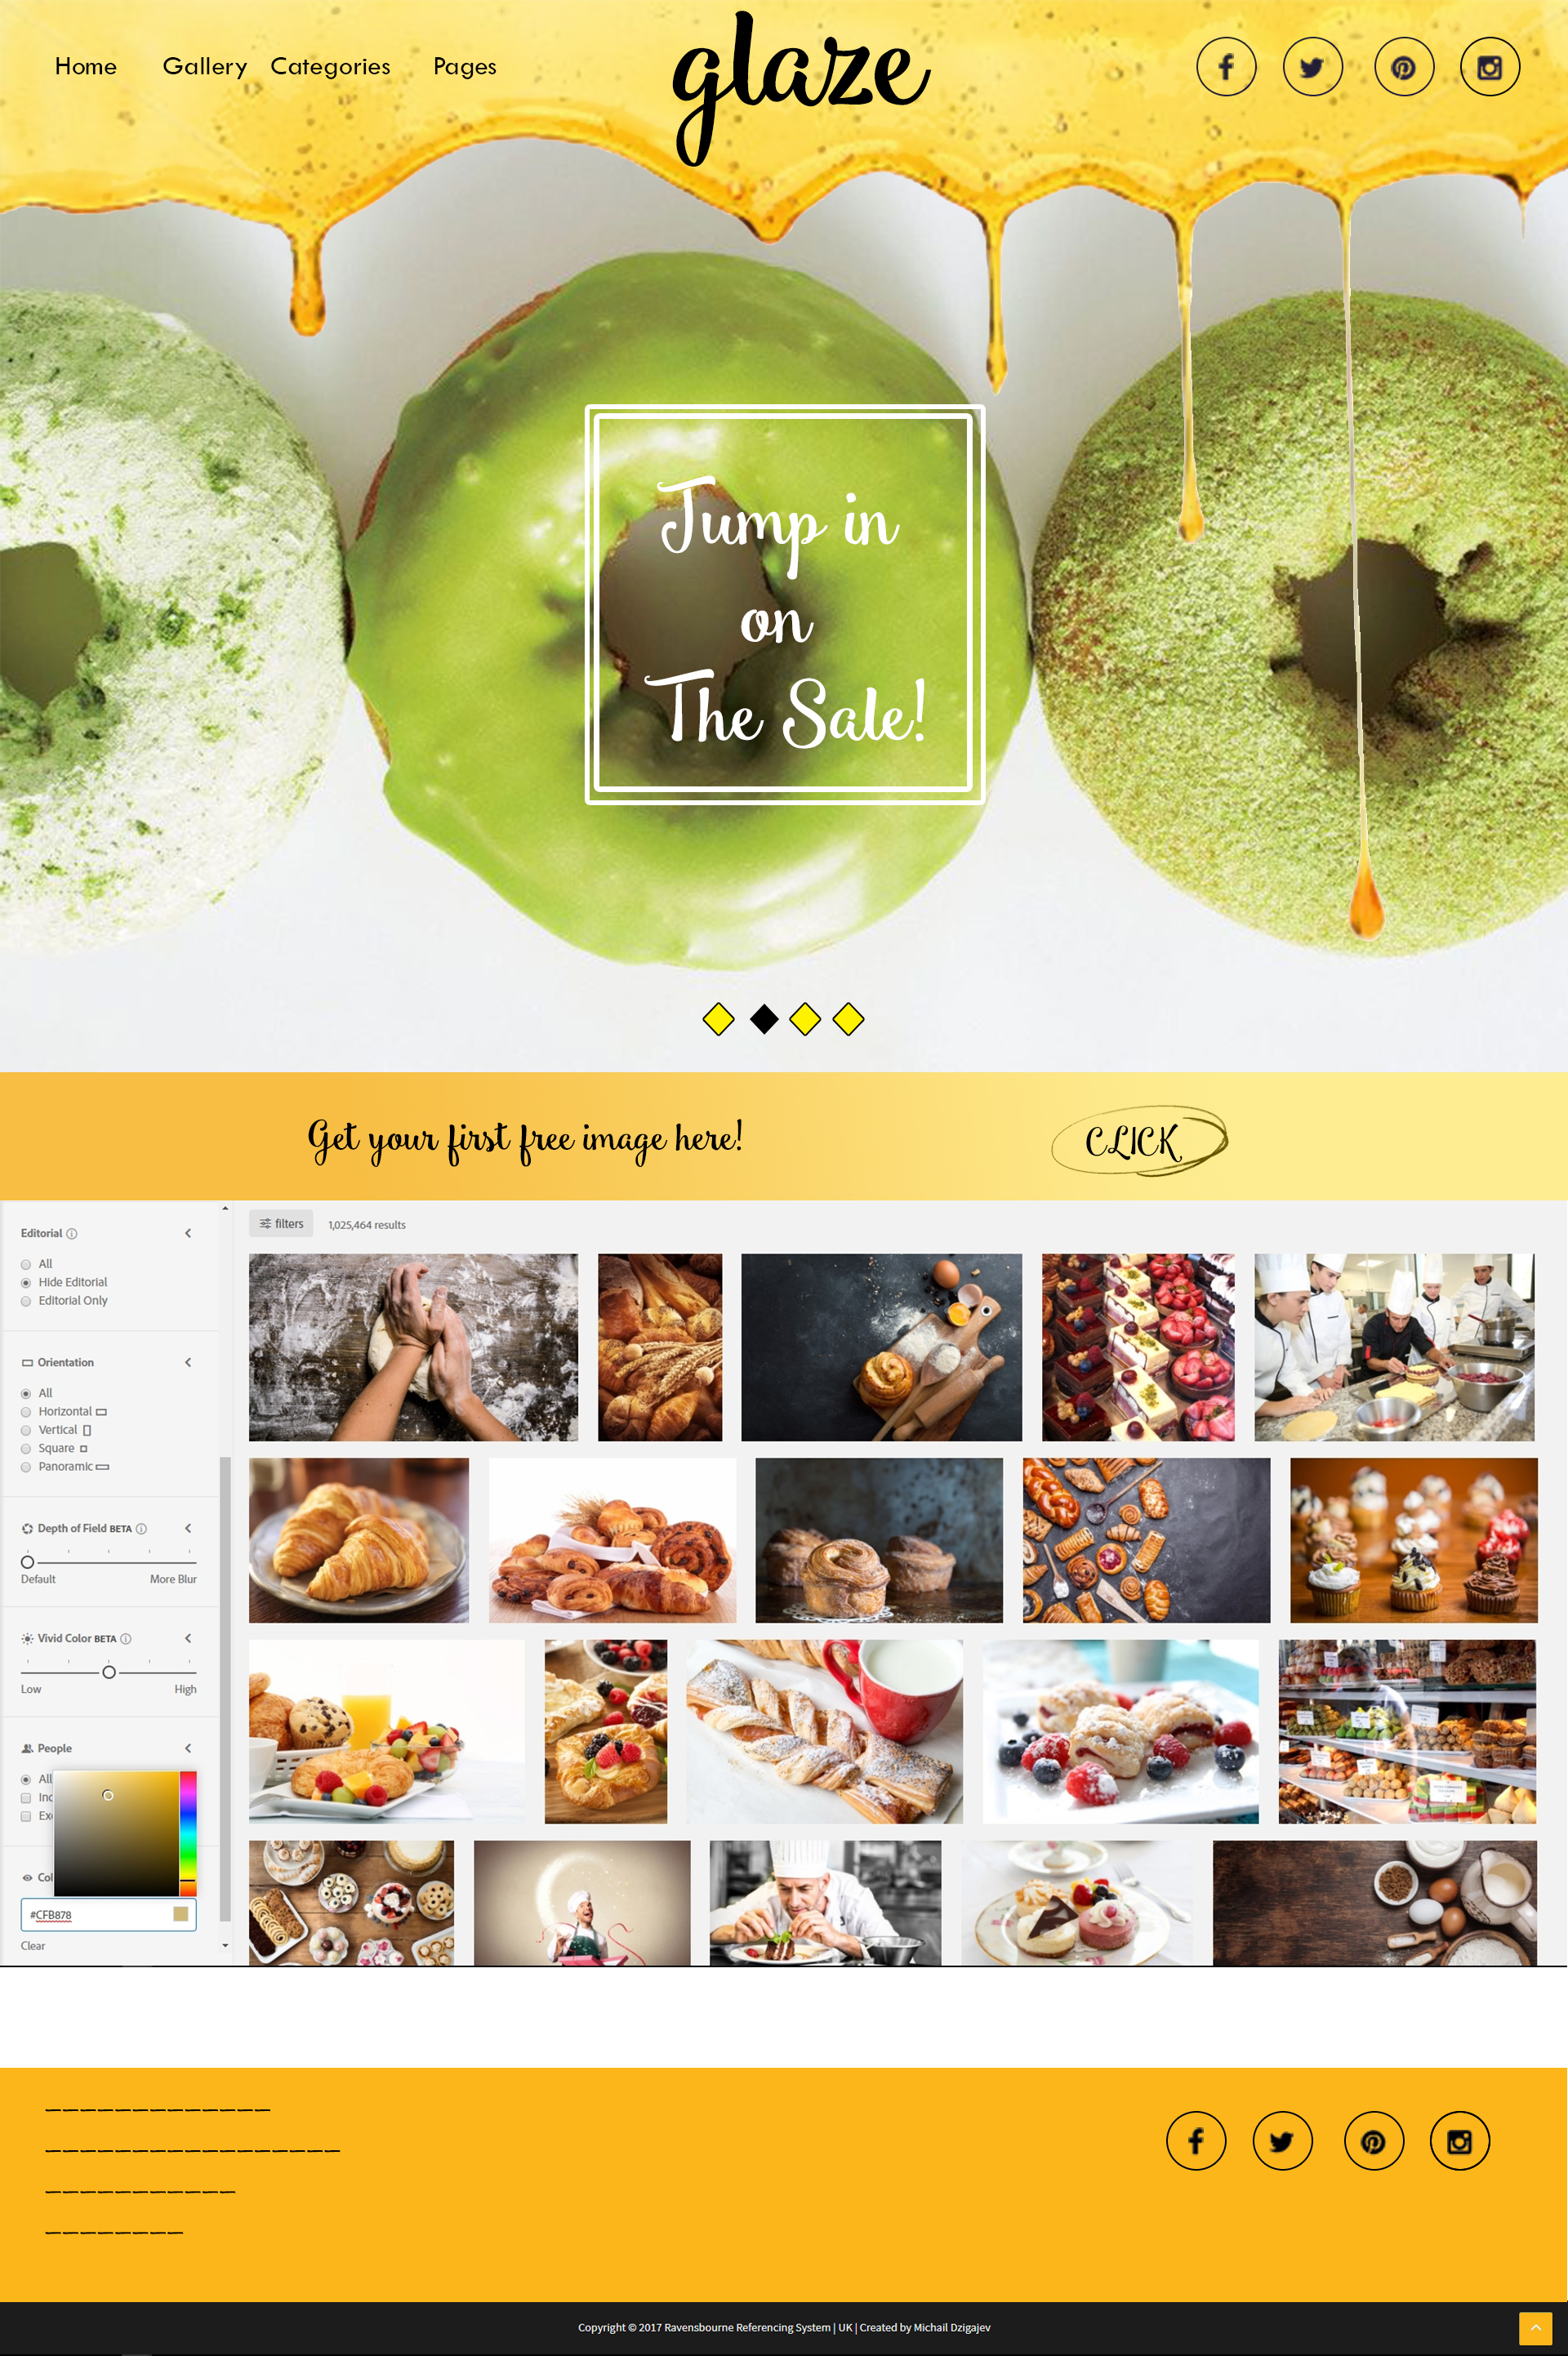 Home Gallery Categories Pages
glaze
Jump in
on
The Sale!
Get your first free image here!
CLICK
Editorial
All
Hide Editorial
Editorial Only
Orientation
All
Horizontal
Vertical
Square
Panoramic
Depth of Field BETA
Default More Blur
Vivid Color BETA
Low High
People
All
Inc
Exc
Col
#CFB878
Clear
filters 1,025,464 results
Copyright © 2017 Ravensbourne Referencing System | UK | Created by Michail Dzigajev